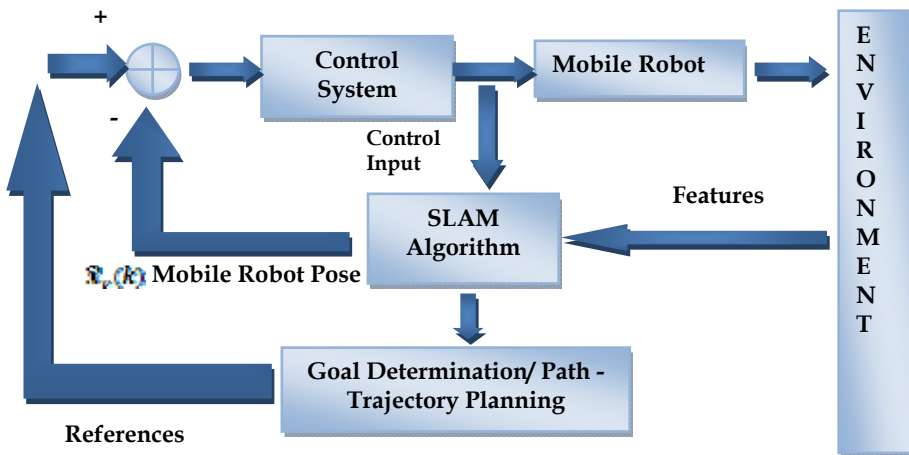 +
-
Control
System
Mobile Robot
E
N
V
I
R
O
N
M
E
N
T
Control
Input
Features
SLAM
Algorithm
(k) Mobile Robot Pose
Goal Determination/ Path -
Trajectory Planning
References